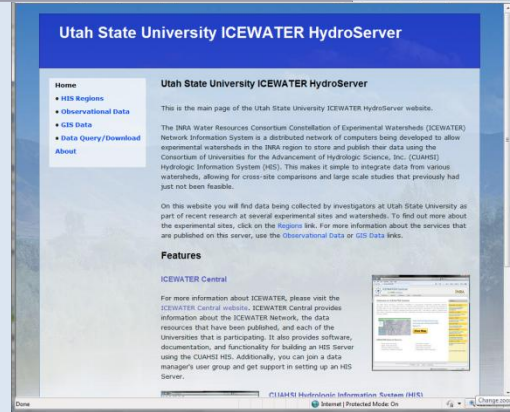 Utah State University ICEWATER HydroServer
Home
• HIS Regions
• Observational Data
• GIS Data
• Data Query/Download
About
Utah State University ICEWATER HydroServer
This is the main page of the Utah State University ICEWATER HydroServer website.
The INRA Water Resources Consortium Constellation of Experimental Watersheds (ICEWATER)
Network Information System is a distributed network of computers being developed to allow
experimental watersheds in the INRA region to store and publish their data using the
Consortium of Universities for the Advancement of Hydrologic Science, Inc. (CUAHSI)
Hydrologic Information System (HIS). This makes it simple to integrate data from various
watersheds, allowing for cross-site comparisons and large scale studies that previously had
just not been feasible.
On this website you will find data being collected by investigators at Utah State University as
part of recent research at several experimental sites and watersheds. To find out more about
the experimental sites, click on the Regions link. For more information about the services that
are published on this server, use the Observational Data or GIS Data links.
Features
ICEWATER Central
For more information about ICEWATER, please visit the
ICEWATER Central website. ICEWATER Central provides
information about the ICEWATER Network, the data
resources that have been published, and each of the
Universities that is participating. It also provides software,
documentation, and functionality for building an HIS Server
using the CUAHSI HIS. Additionally, you can join a data
manager's user group and get support in setting up an HIS
Server.
CUAHSI Hydrologic Information System (HIS)
Done
Internet | Protected Mode: On
Change zoom